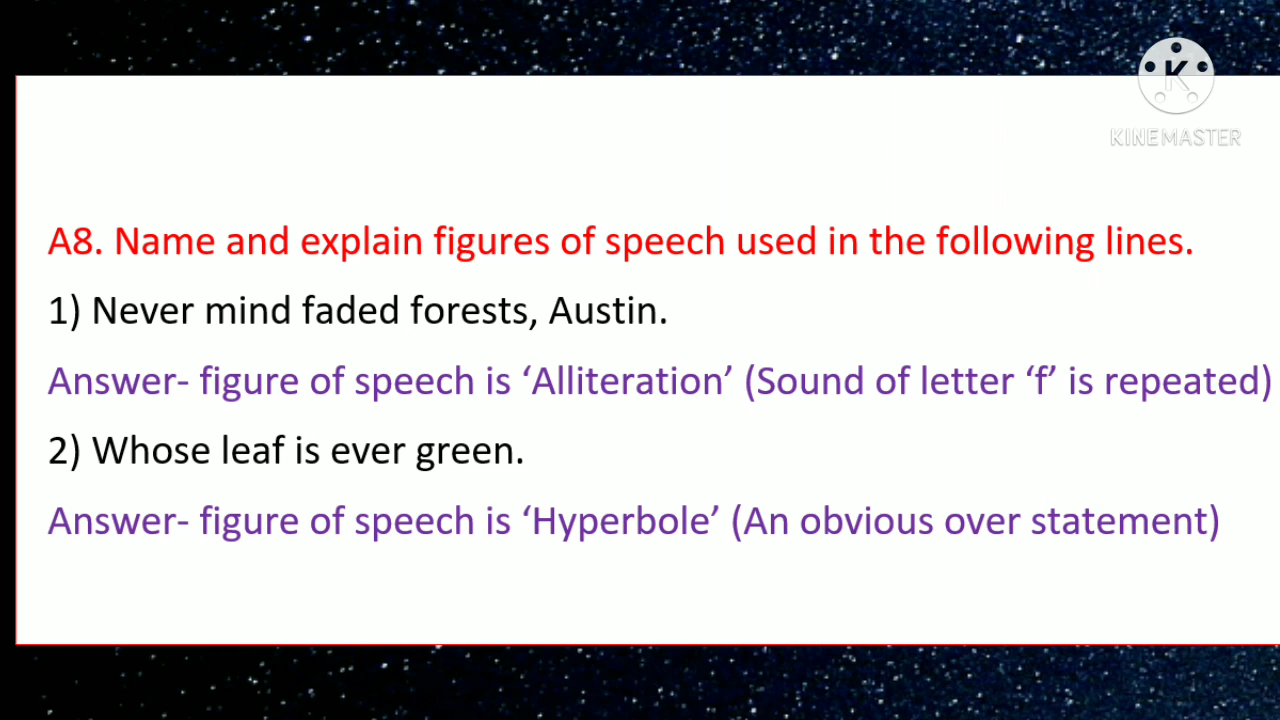 K
KINEMASTER
A8. Name and explain figures of speech used in the following lines.
1) Never mind faded forests, Austin.
Answer- figure of speech is ‘Alliteration’ (Sound of letter ‘f’ is repeated)
2) Whose leaf is ever green.
Answer- figure of speech is ‘Hyperbole’ (An obvious over statement)